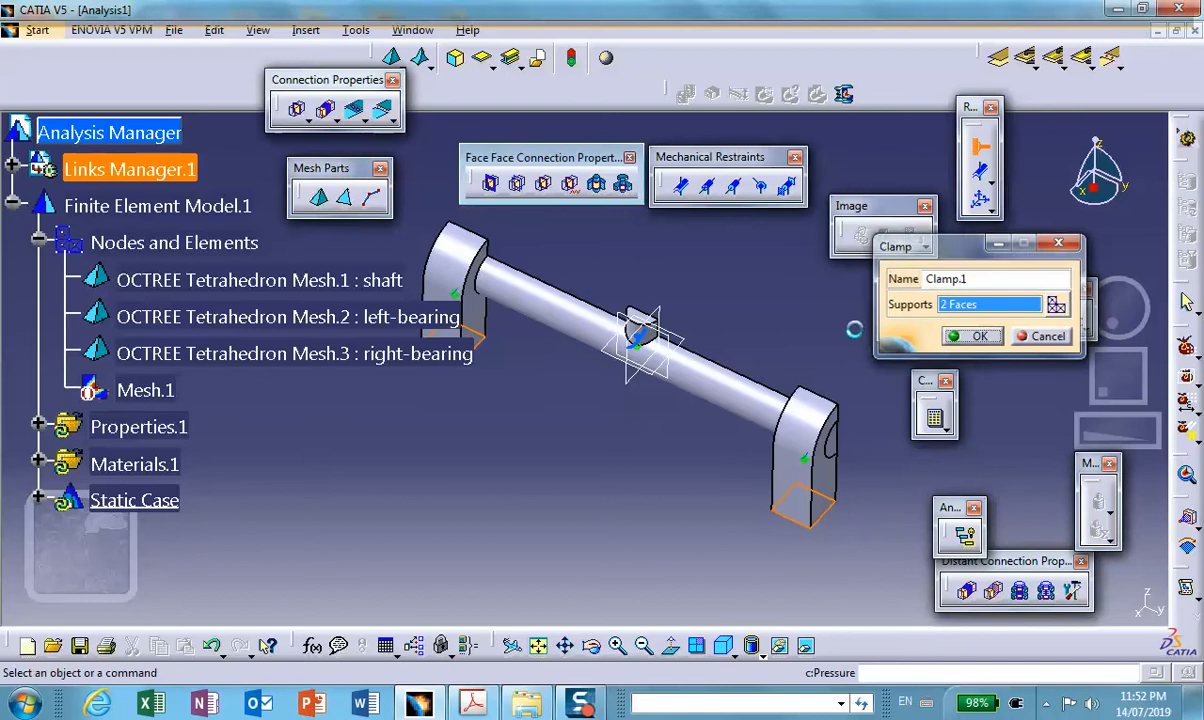 CATIA V5 - [Analysis1]
Start ENOVIA V5 VPM File Edit View Insert Tools Window Help
Connection Properties
R...
Analysis Manager
Links Manager.1
Mesh Parts
Face Face Connection Propert...
Mechanical Restraints
Image
Finite Element Model.1
Nodes and Elements
OCTREE Tetrahedron Mesh.1 : shaft
OCTREE Tetrahedron Mesh.2 : left-bearing
OCTREE Tetrahedron Mesh.3 : right-bearing
Mesh.1
Properties.1
Materials.1
Static Case
Clamp
Name Clamp.1
Supports 2 Faces
OK Cancel
C...
M...
An...
Distant Connection Prop...
z
x y
z
x y
f(x)
CATIA
Select an object or a command
c:Pressure
EN
98%
11:52 PM
14/07/2019